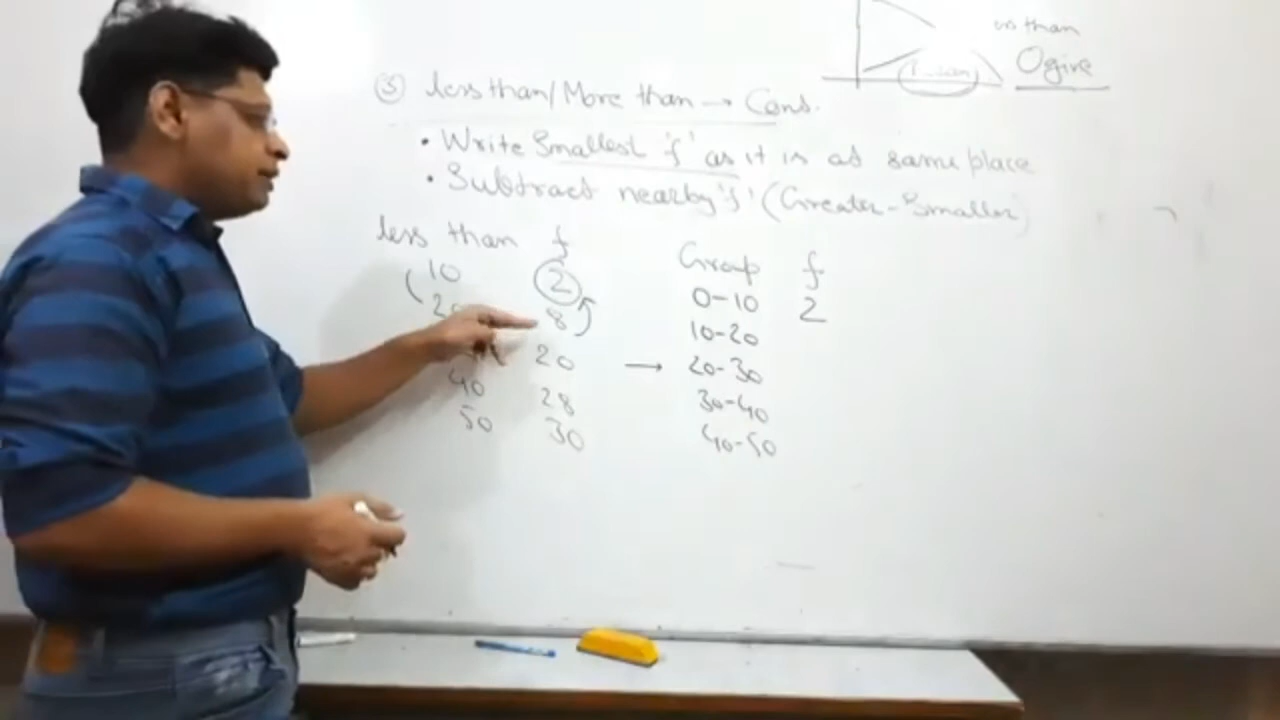 than
Ogive
③ less than/More than → Cons.
• Write Smallest 'f' as it is at same place
• Subtract nearby 'f' (Greater-Smaller)
less than f
10 2
20 8
20
40 28
50 30
→
Group f
0-10 2
10-20
20-30
30-40
40-50